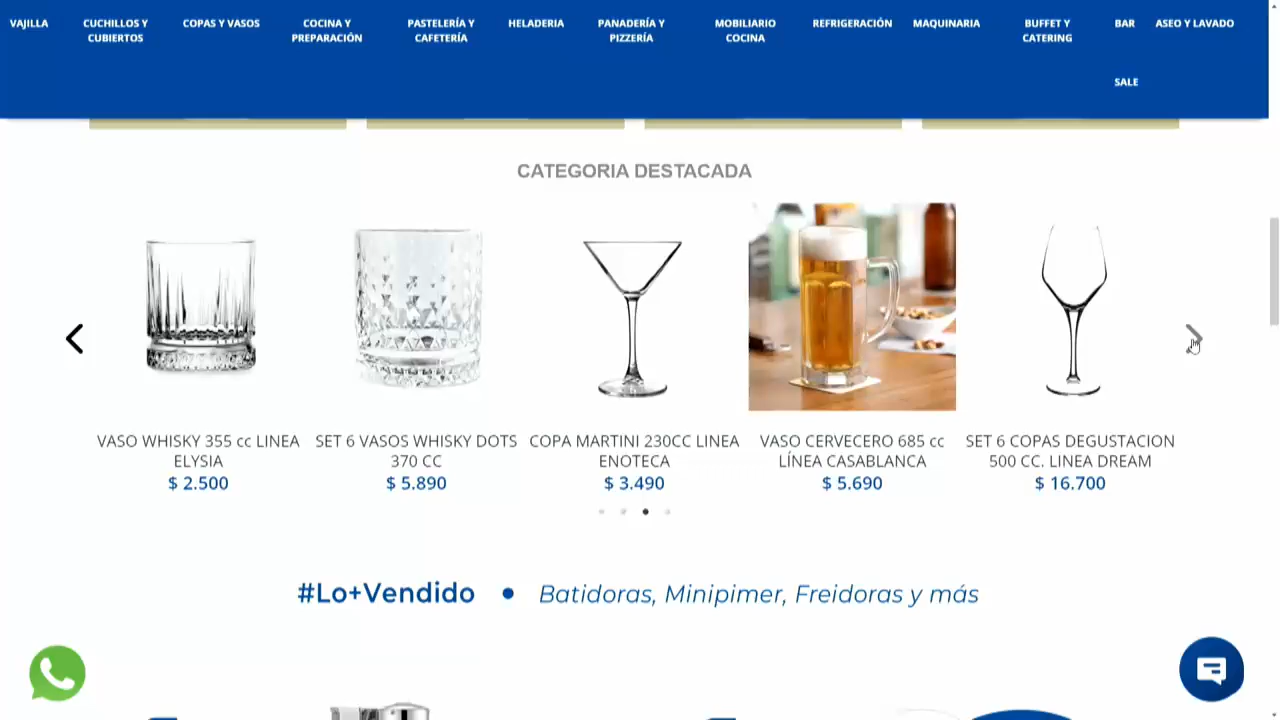 VAJILLA
CUCHILLOS Y
CUBIERTOS
COPAS Y VASOS
COCINA Y
PREPARACIÓN
PASTELERÍA Y
CAFETERÍA
HELADERIA
PANADERÍA Y
PIZZERÍA
MOBILIARIO
COCINA
REFRIGERACIÓN
MAQUINARIA
BUFFET Y
CATERING
BAR
ASEO Y LAVADO
SALE
CATEGORIA DESTACADA
VASO WHISKY 355 cc LINEA
ELYSIA
$ 2.500
SET 6 VASOS WHISKY DOTS
370 CC
$ 5.890
COPA MARTINI 230CC LINEA
ENOTECA
$ 3.490
VASO CERVECERO 685 cc
LÍNEA CASABLANCA
$ 5.690
SET 6 COPAS DEGUSTACION
500 CC. LINEA DREAM
$ 16.700
#Lo+Vendido • Batidoras, Minipimer, Freidoras y más